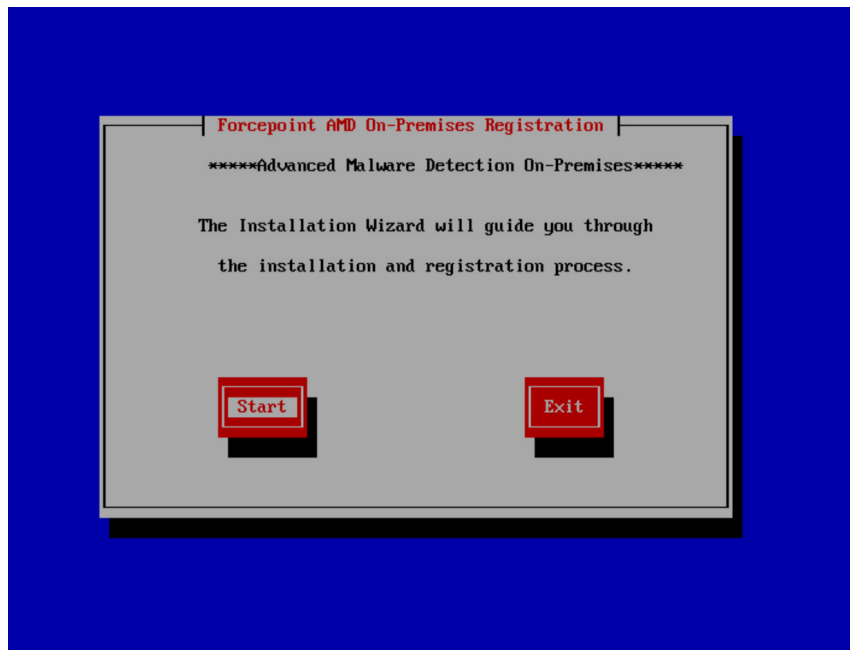 Forcepoint AMD On-Premises Registration
*****Advanced Malware Detection On-Premises*****
The Installation Wizard will guide you through
the installation and registration process.
Start
Exit